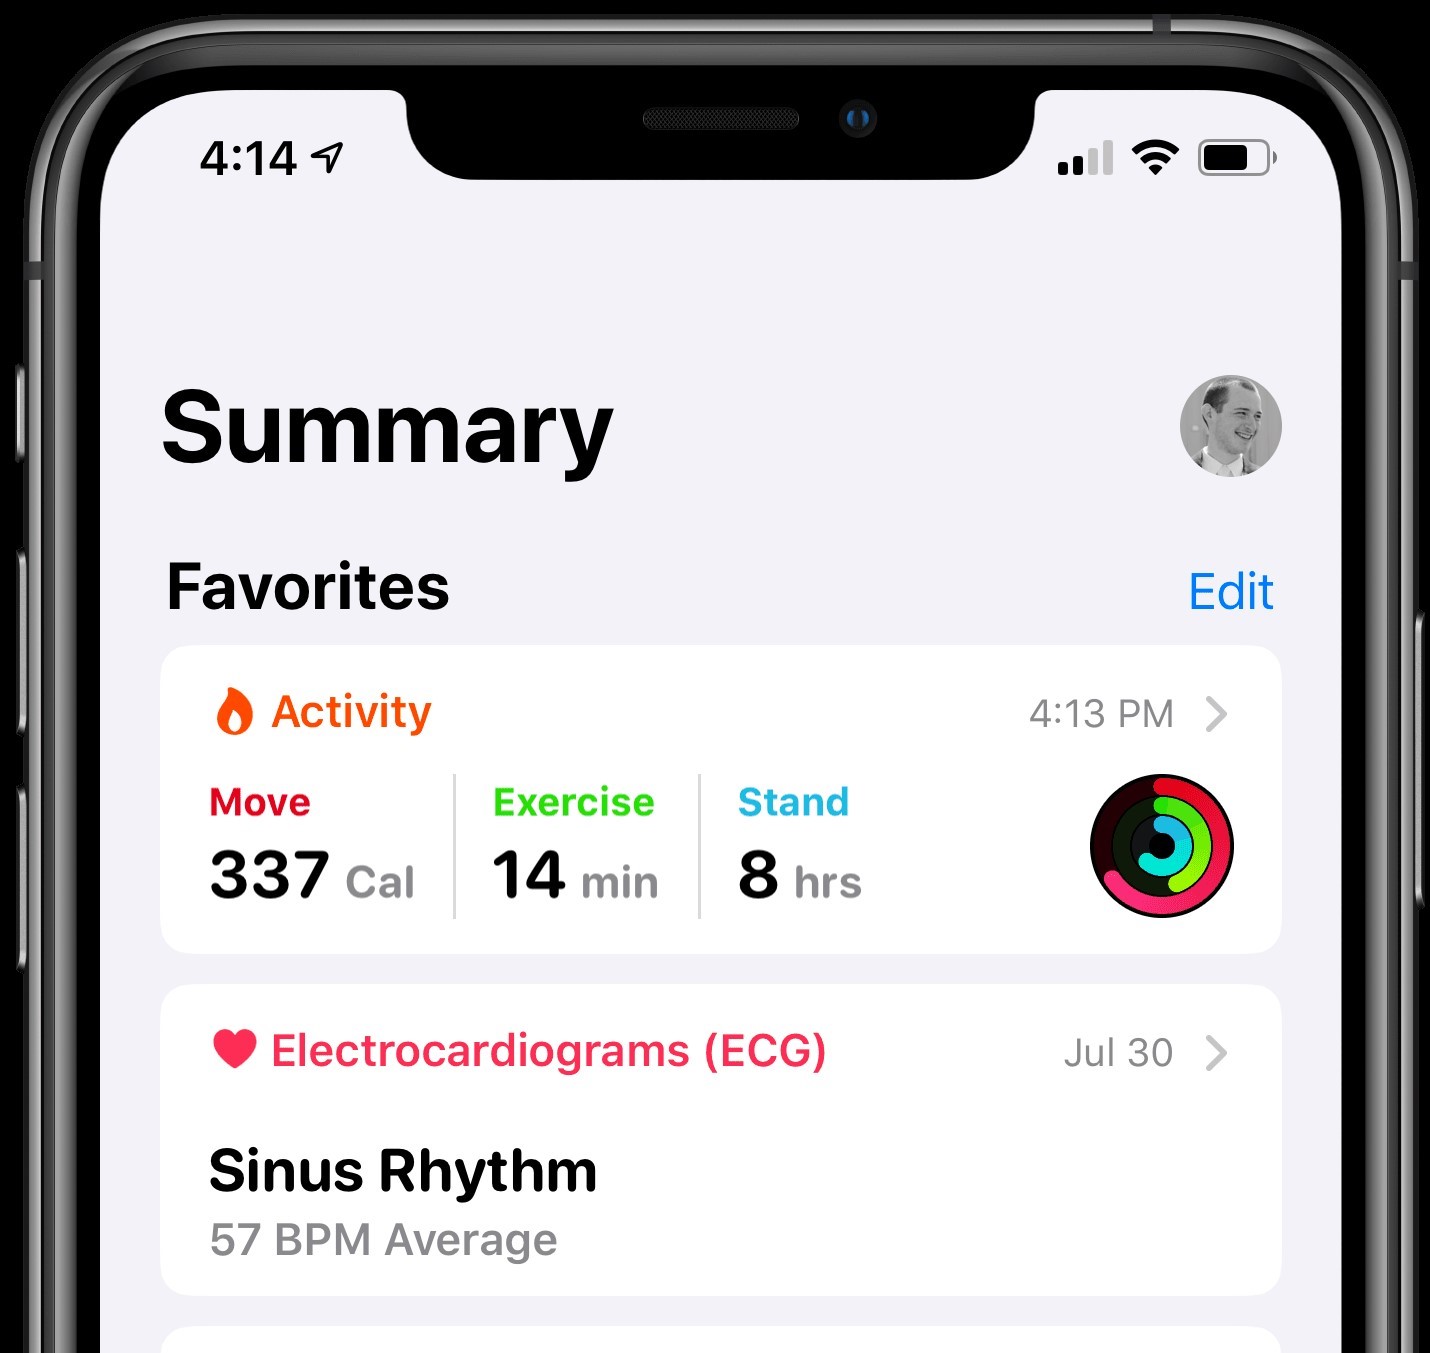 4:14
Summary
Favorites
Edit
Activity
4:13 PM
Move
Exercise
Stand
337 Cal
14 min
8 hrs
Electrocardiograms (ECG)
Jul 30
Sinus Rhythm
57 BPM Average